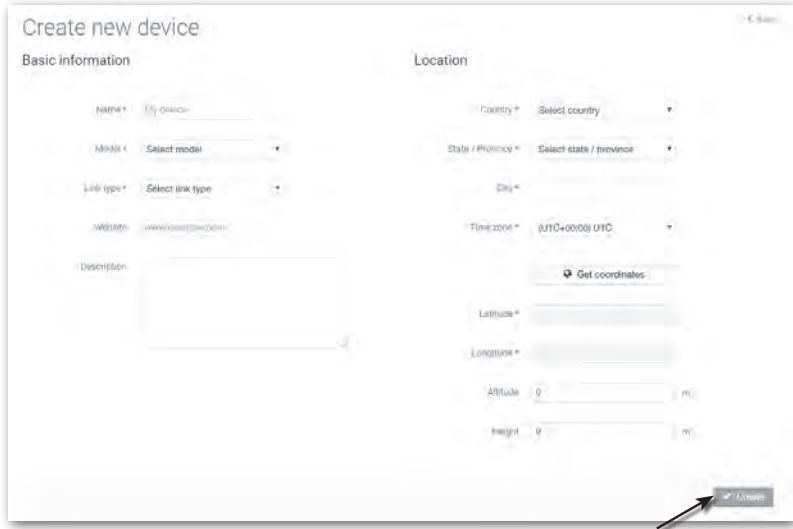 Create new device
Basic information
Name *
My device
Model *
Select model
Link type *
Select link type
Website
Description
Location
Country *
Select country
State / Province *
Select state / province
City *
Time zone *
(UTC+00:00) UTC
Get coordinates
Latitude *
Longitude *
Altitude
0
m
Height
0
m
Create